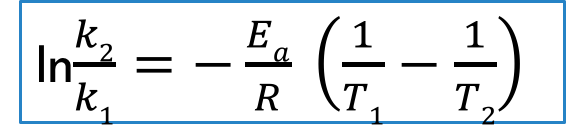 ln k₂/k₁ = − Eₐ/R (1/T₁ − 1/T₂)